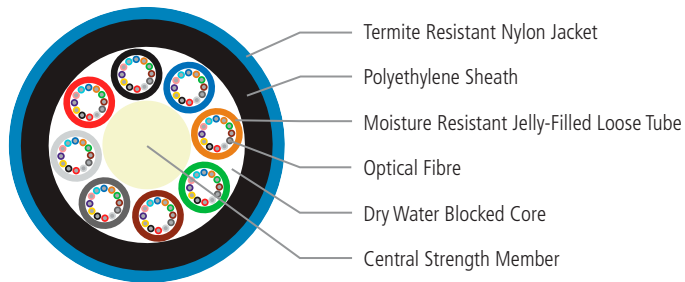 Termite Resistant Nylon Jacket
Polyethylene Sheath
Moisture Resistant Jelly-Filled Loose Tube
Optical Fibre
Dry Water Blocked Core
Central Strength Member